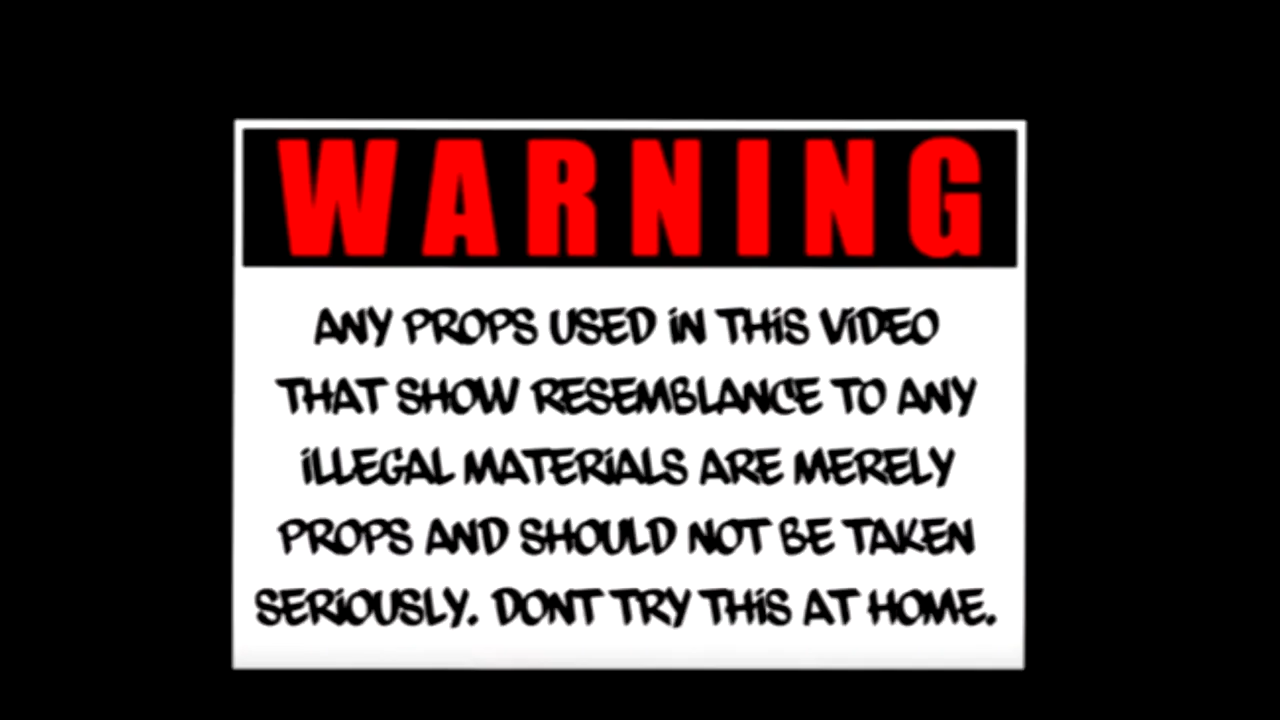 WARNING
ANY PROPS USED iN THiS ViDEO
THAT SHOW RESEMBLANCE TO ANY
iLLEGAL MATERiALS ARE MERELY
PROPS AND SHOULD NOT BE TAKEN
SERiOUSLY. DONT TRY THiS AT HOME.